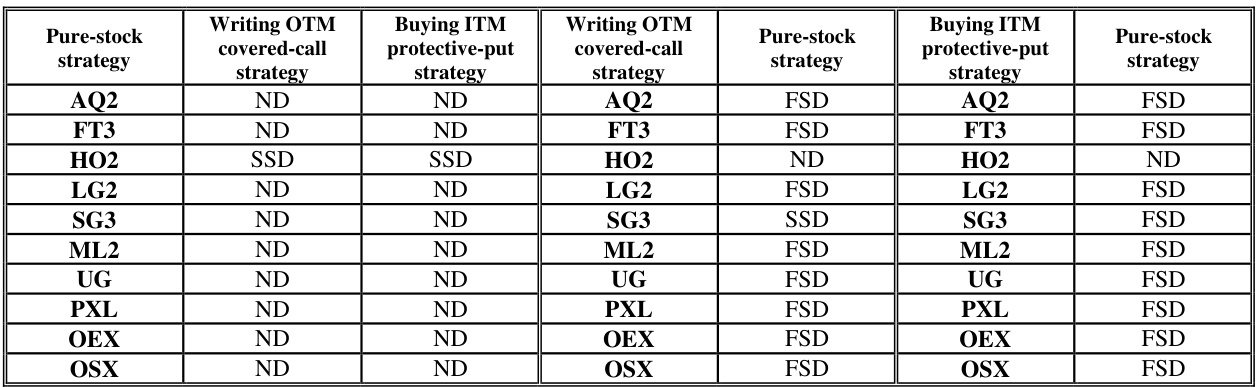 Pure-stock strategy | Writing OTM covered-call strategy | Buying ITM protective-put strategy | Writing OTM covered-call strategy | Pure-stock strategy | Buying ITM protective-put strategy | Pure-stock strategy
AQ2 | ND | ND | AQ2 | FSD | AQ2 | FSD
FT3 | ND | ND | FT3 | FSD | FT3 | FSD
HO2 | SSD | SSD | HO2 | ND | HO2 | ND
LG2 | ND | ND | LG2 | FSD | LG2 | FSD
SG3 | ND | ND | SG3 | SSD | SG3 | FSD
ML2 | ND | ND | ML2 | FSD | ML2 | FSD
UG | ND | ND | UG | FSD | UG | FSD
PXL | ND | ND | PXL | FSD | PXL | FSD
OEX | ND | ND | OEX | FSD | OEX | FSD
OSX | ND | ND | OSX | FSD | OSX | FSD